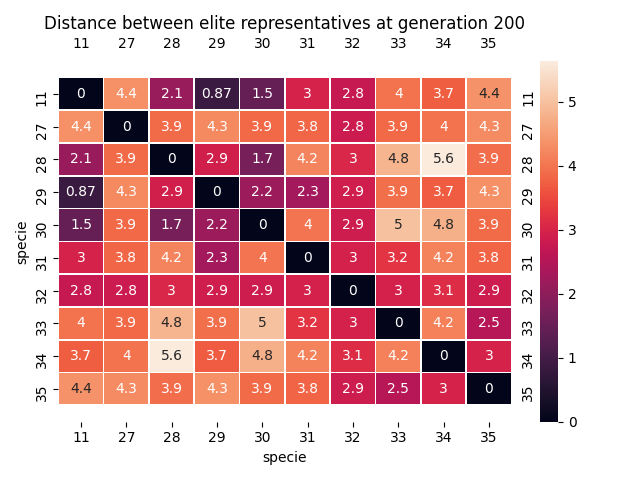 Distance between elite representatives at generation 200
11 27 28 29 30 31 32 33 34 35
11 0 4.4 2.1 0.87 1.5 3 2.8 4 3.7 4.4 11
27 4.4 0 3.9 4.3 3.9 3.8 2.8 3.9 4 4.3 27
28 2.1 3.9 0 2.9 1.7 4.2 3 4.8 5.6 3.9 28
29 0.87 4.3 2.9 0 2.2 2.3 2.9 3.9 3.7 4.3 29
30 1.5 3.9 1.7 2.2 0 4 2.9 5 4.8 3.9 30
31 3 3.8 4.2 2.3 4 0 3 3.2 4.2 3.8 31
32 2.8 2.8 3 2.9 2.9 3 0 3 3.1 2.9 32
33 4 3.9 4.8 3.9 5 3.2 3 0 4.2 2.5 33
34 3.7 4 5.6 3.7 4.8 4.2 3.1 4.2 0 3 34
35 4.4 4.3 3.9 4.3 3.9 3.8 2.9 2.5 3 0 35
11 27 28 29 30 31 32 33 34 35
specie
specie
5
4
3
2
1
0